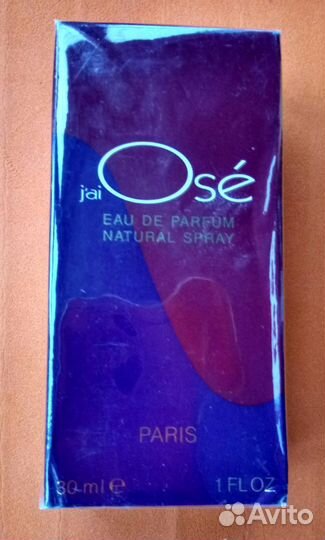 j'ai Osé
EAU DE PARFUM
NATURAL SPRAY
PARIS
30 ml e 1 FL OZ
Avito